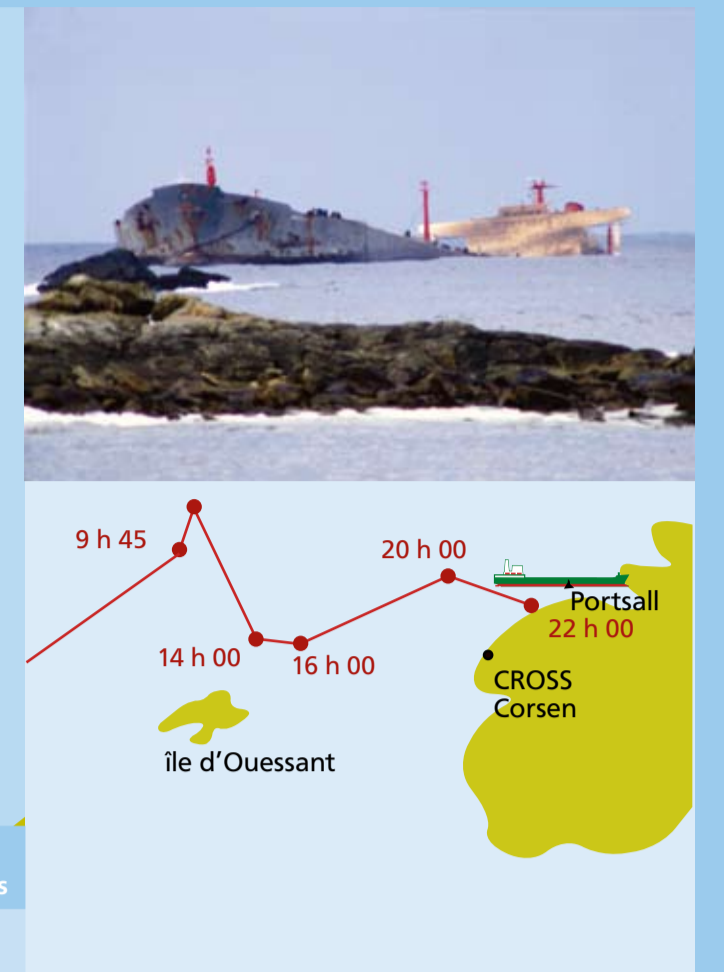 9 h 45
20 h 00
Portsall
22 h 00
14 h 00
16 h 00
CROSS
Corsen
île d'Ouessant
s